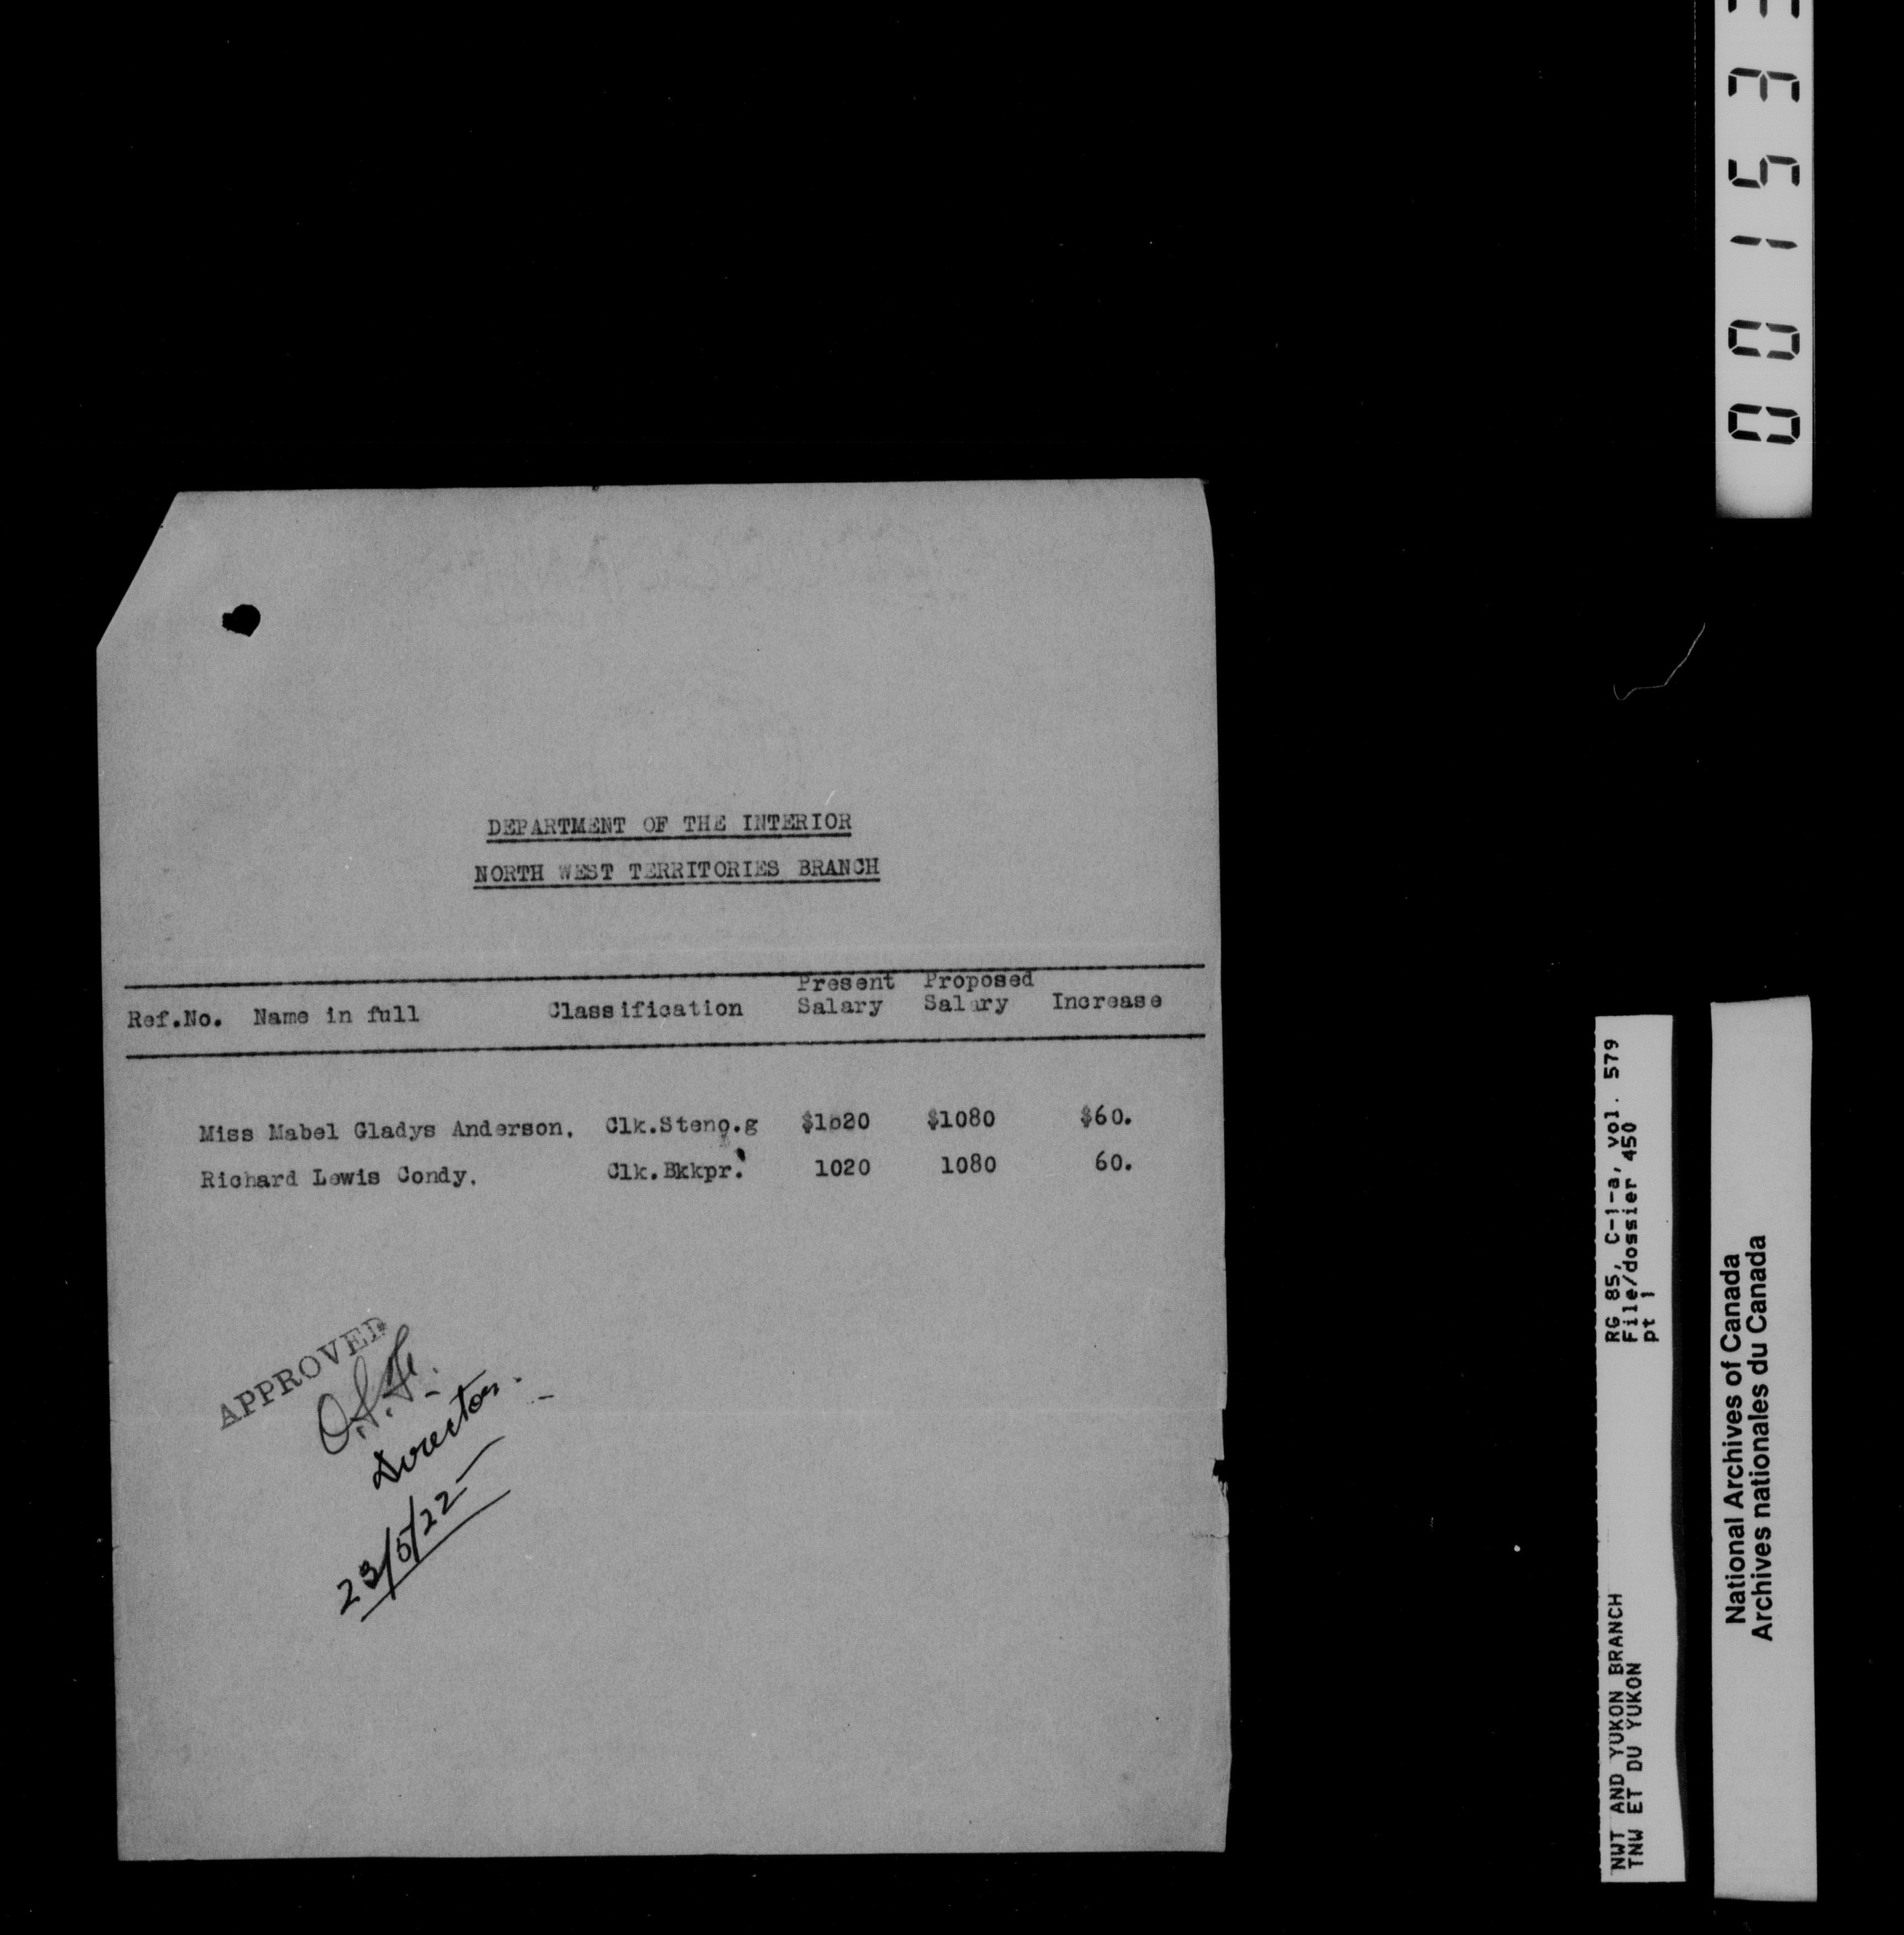 DEPARTMENT OF THE INTERIOR
NORTH WEST TERRITORIES BRANCH
Ref.No. Name in full Classification Present Salary Proposed Salary Increase
Miss Mabel Gladys Anderson. Clk.Steno.g $1020 $1080 $60.
Richard Lewis Condy. Clk.Bkkpr. 1020 1080 60.
APPROVED
O.S.F.
Director.
23/5/22
RG 85, C-1-a, vol. 579
File/dossier 450
pt 1
NWT AND YUKON BRANCH
TNW ET DU YUKON
National Archives of Canada
Archives nationales du Canada